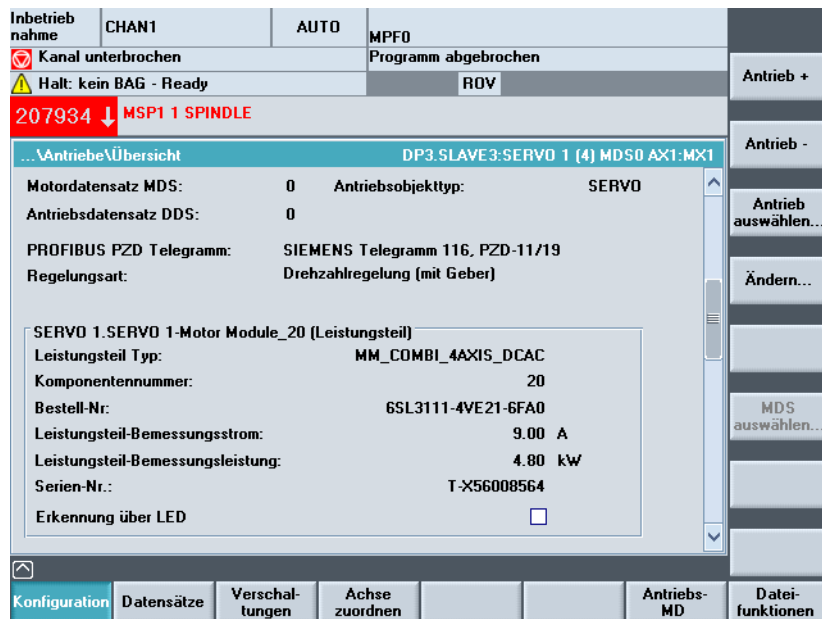 Inbetrieb
nahme
CHAN1
AUTO
MPF0
Kanal unterbrochen
Programm abgebrochen
Halt: kein BAG - Ready
ROV
207934 ↓ MSP1 1 SPINDLE
...\Antriebe\Übersicht DP3.SLAVE3:SERVO 1 (4) MDS0 AX1:MX1
Motordatensatz MDS: 0 Antriebsobjekttyp: SERVO
Antriebsdatensatz DDS: 0
PROFIBUS PZD Telegramm: SIEMENS Telegramm 116, PZD-11/19
Regelungsart: Drehzahlregelung (mit Geber)
SERVO 1.SERVO 1-Motor Module_20 (Leistungsteil)
Leistungsteil Typ: MM_COMBI_4AXIS_DCAC
Komponentennummer: 20
Bestell-Nr: 6SL3111-4VE21-6FA0
Leistungsteil-Bemessungsstrom: 9.00 A
Leistungsteil-Bemessungsleistung: 4.80 kW
Serien-Nr.: T-X56008564
Erkennung über LED
Antrieb +
Antrieb -
Antrieb
auswählen..
Ändern...
MDS
auswählen..
Konfiguration
Datensätze
Verschal-
tungen
Achse
zuordnen
Antriebs-
MD
Datei-
funktionen